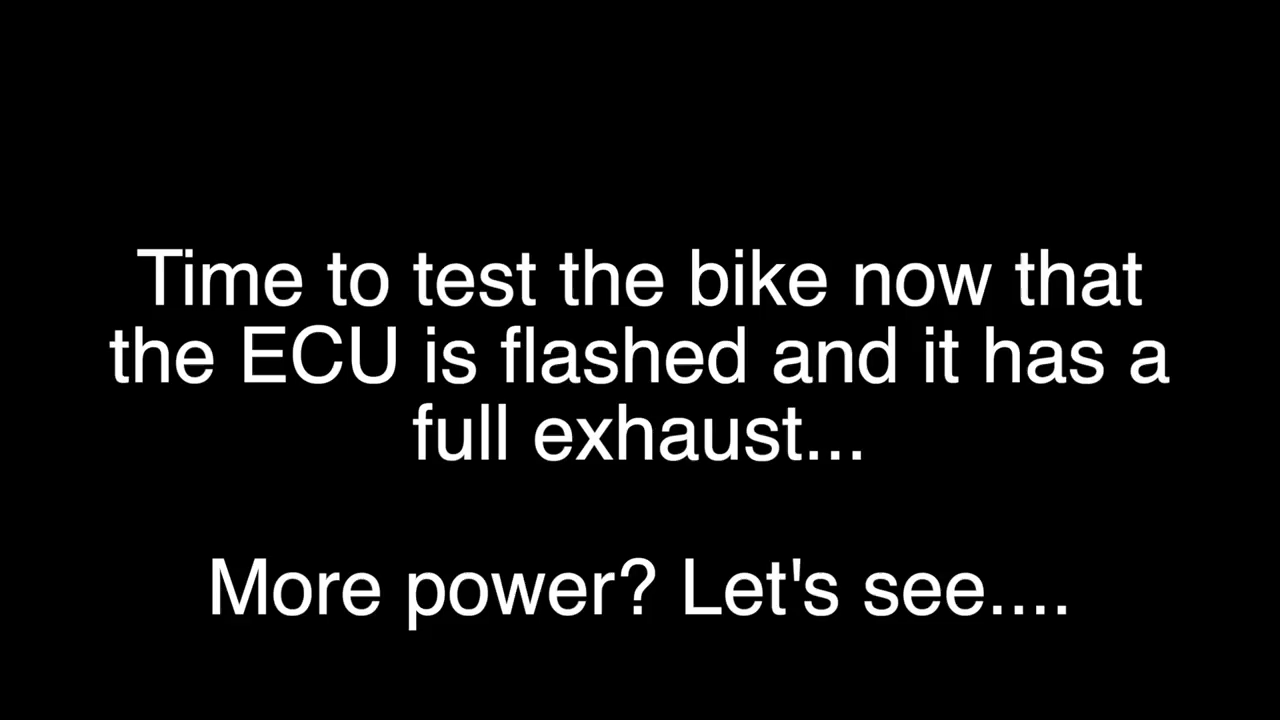 Time to test the bike now that
the ECU is flashed and it has a
full exhaust...
More power? Let's see....